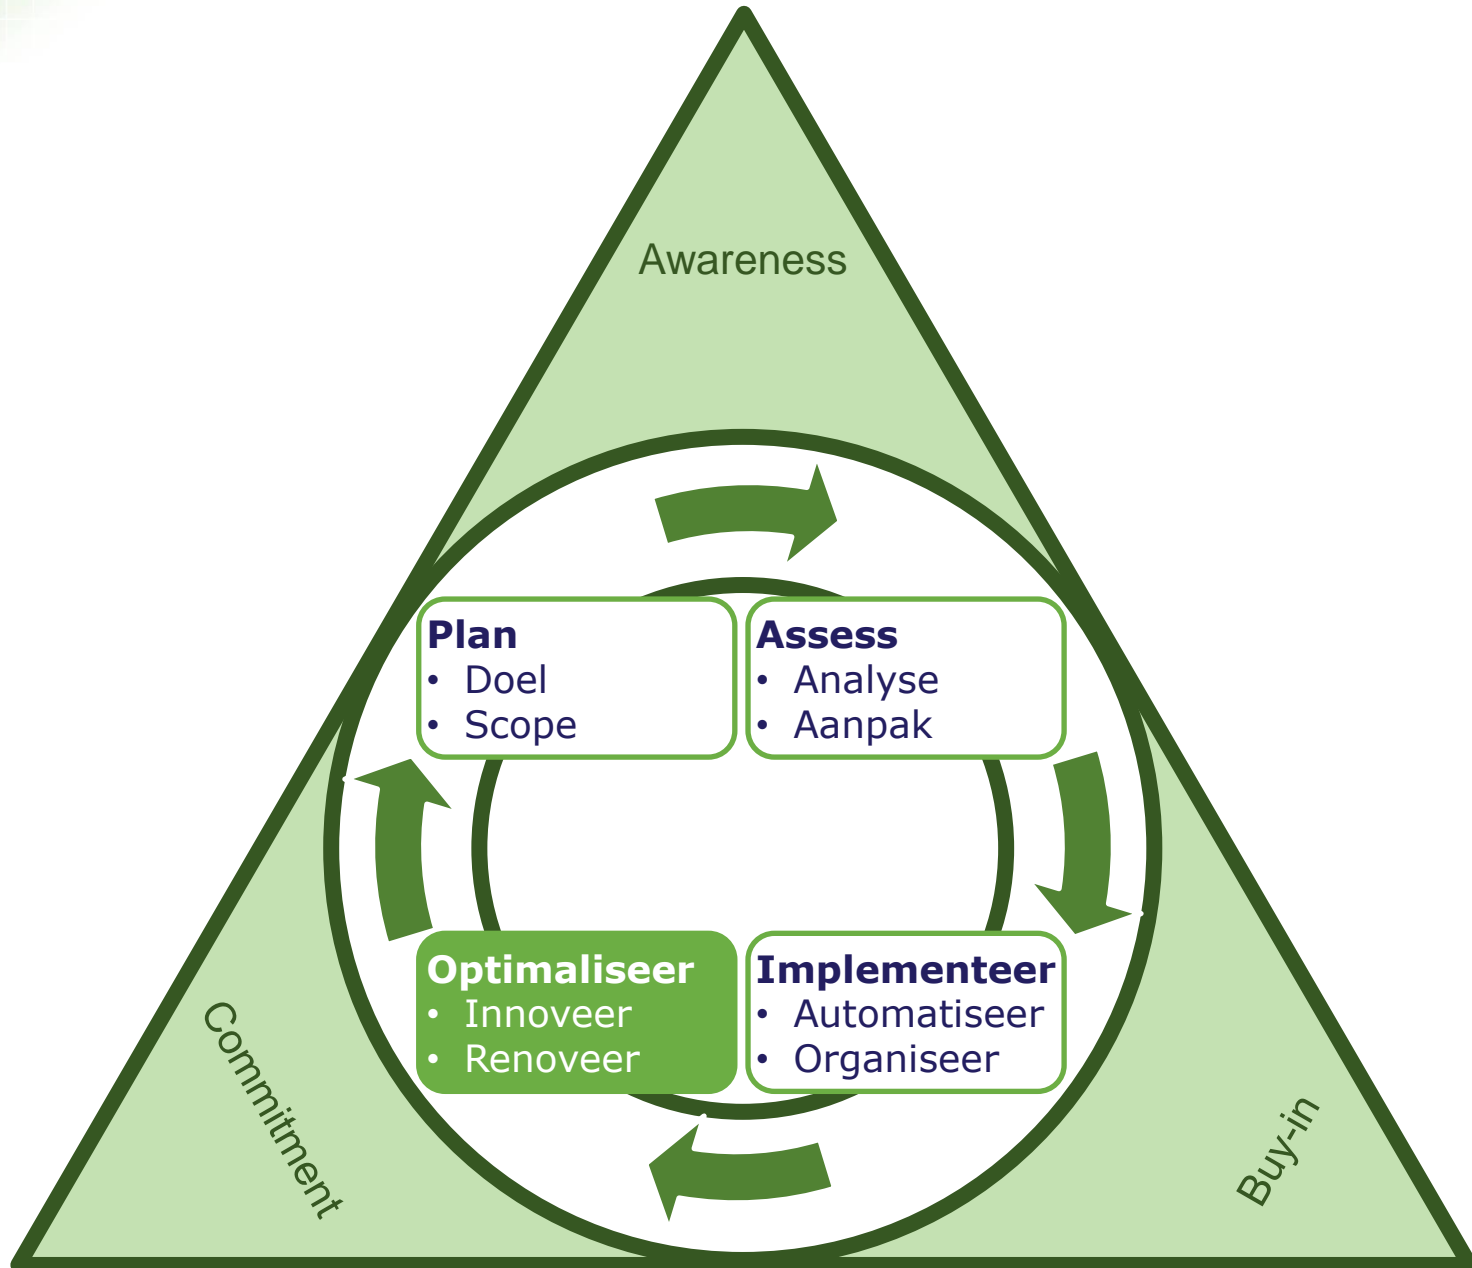 Awareness
Plan
• Doel
• Scope
Assess
• Analyse
• Aanpak
Optimaliseer
• Innoveer
• Renoveer
Implementeer
• Automatiseer
• Organiseer
Commitment
Buy-in